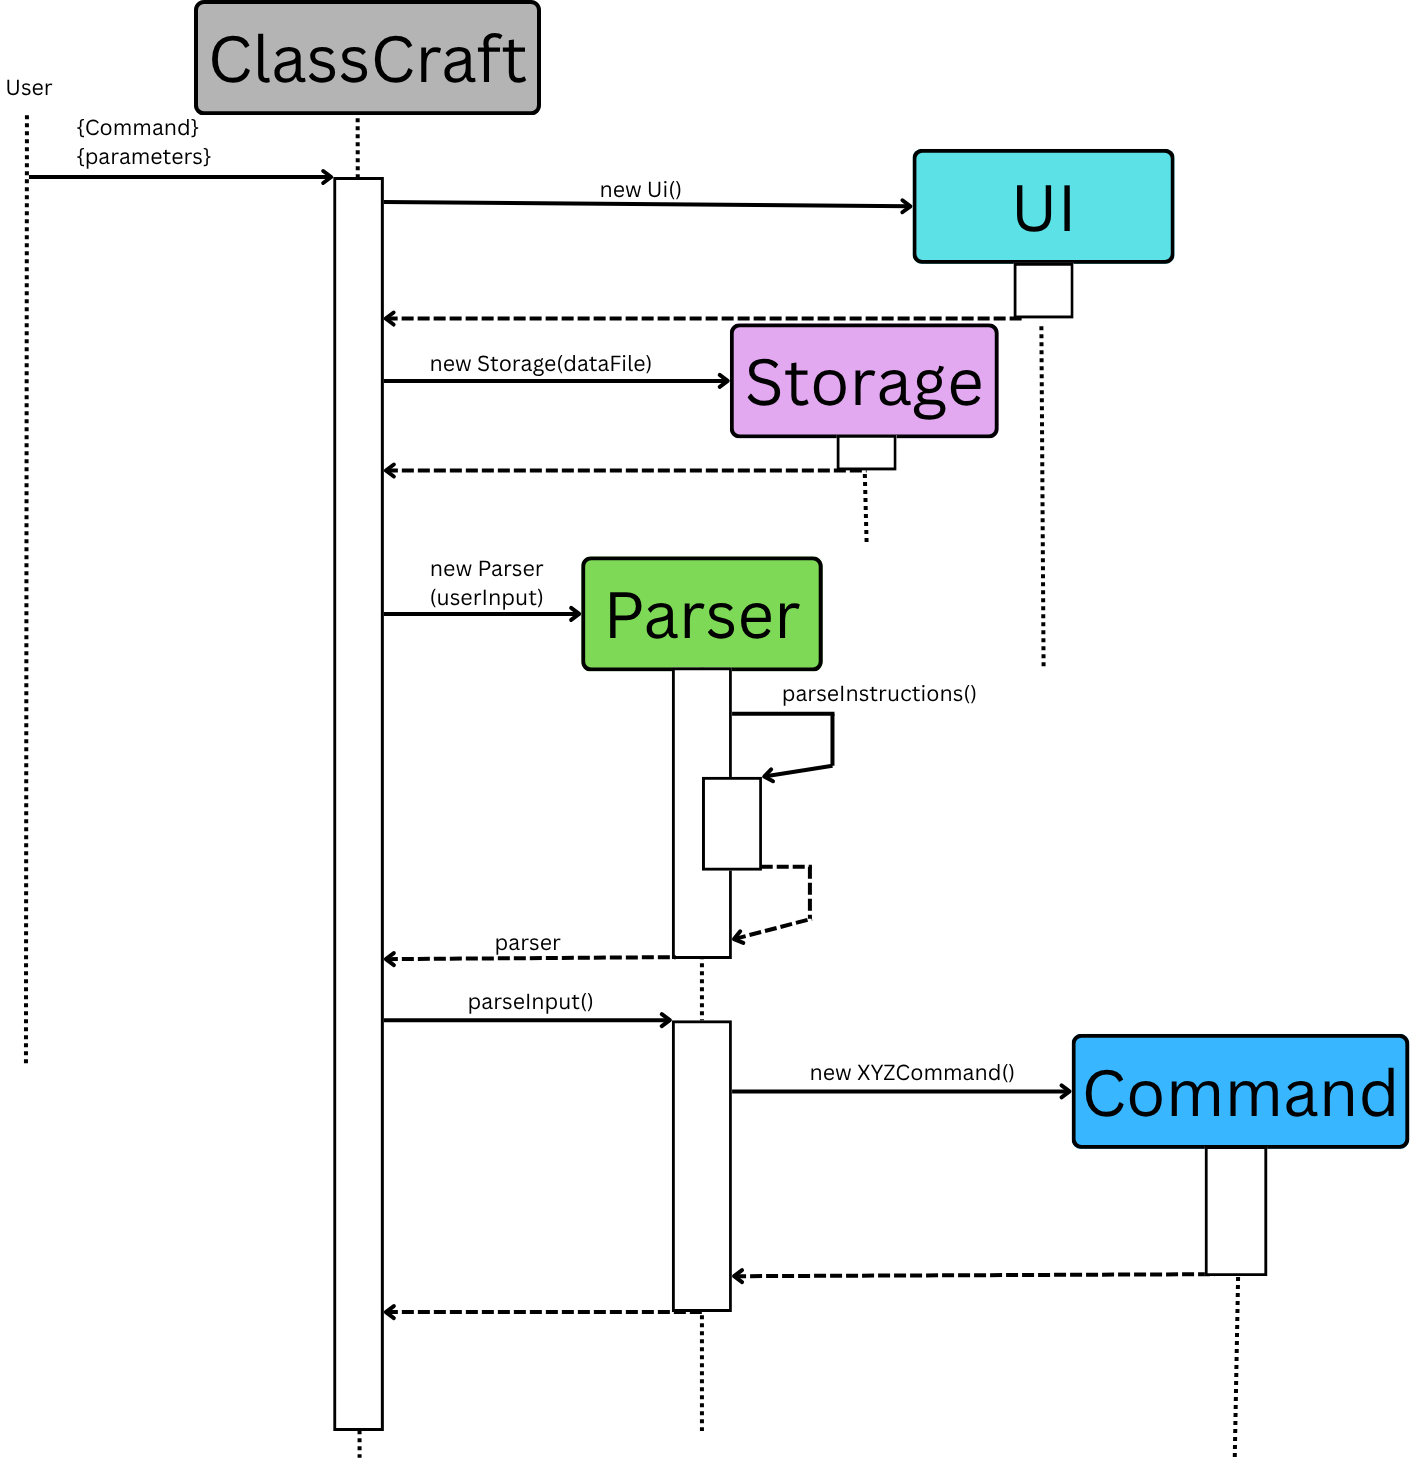 ClassCraft
User
{Command}
{parameters}
new Ui()
UI
new Storage(dataFile)
Storage
new Parser
(userInput)
Parser
parseInstructions()
parser
parseInput()
new XYZCommand()
Command